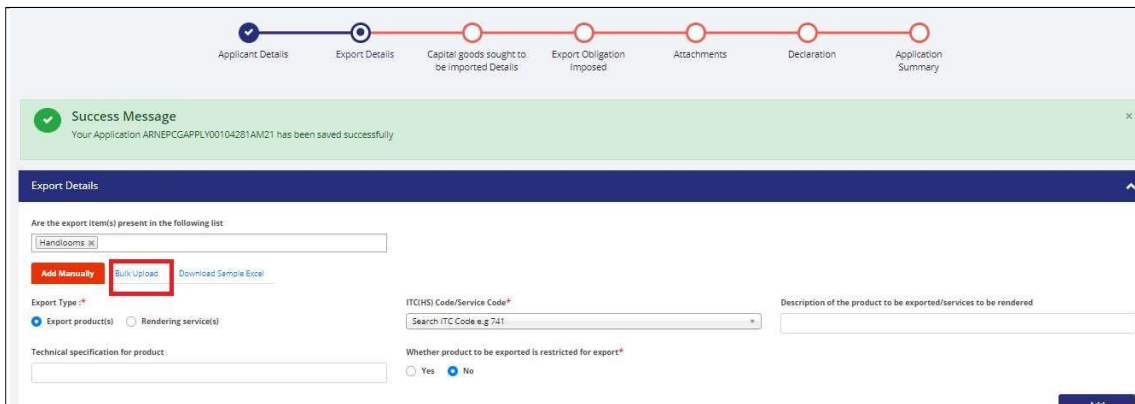 Applicant Details
Export Details
Capital goods sought to
be Imported Details
Export Obligation
Imposed
Attachments
Declaration
Application
Summary
Success Message
Your Application ARNEPCGAPPLY00104281AM21 has been saved successfully
Export Details
Are the export item(s) present in the following list
Handlooms
Add Manually Bulk Upload Download Sample Excel
Export Type :* ITC(HS) Code/Service Code* Description of the product to be exported/services to be rendered
Export product(s) Rendering service(s) Search ITC Code e.g 741
Technical specification for product Whether product to be exported is restricted for export*
Yes No